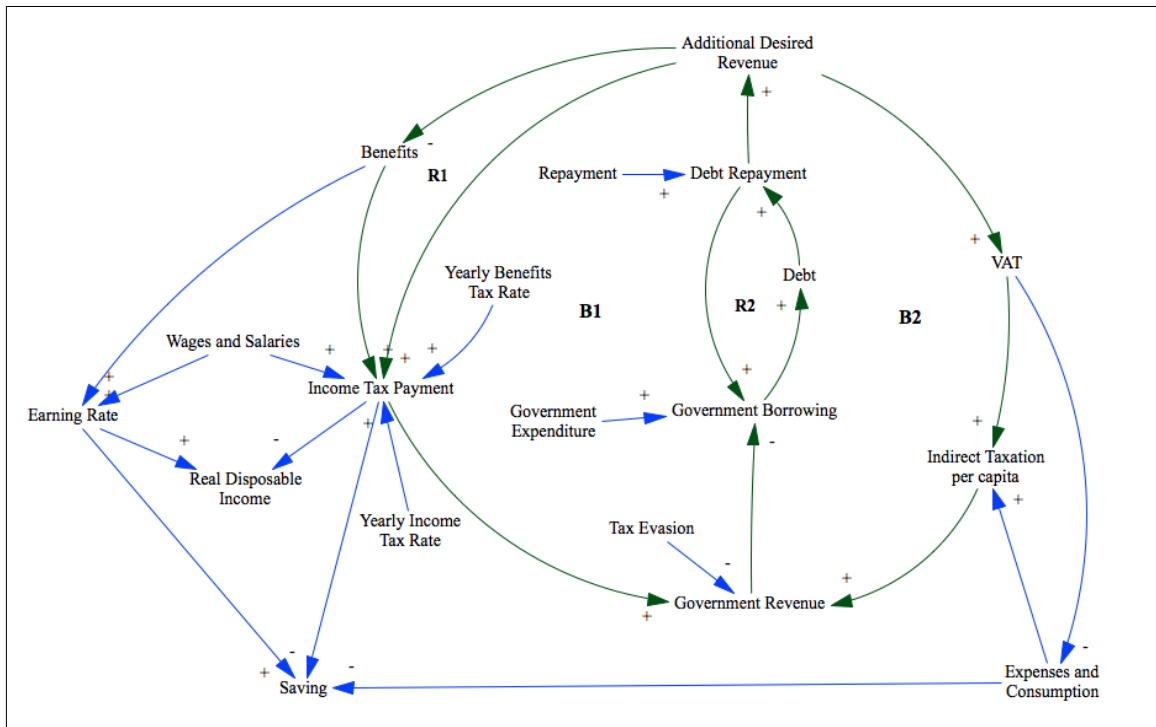 Additional Desired
Revenue
+
Benefits
-
R1
Repayment
Debt Repayment
+
+
+
VAT
Yearly Benefits
Tax Rate
Debt
B1
R2
+
B2
Wages and Salaries
+
+
+
+
+
+
+
Income Tax Payment
Earning Rate
+
Government
Expenditure
+
Government Borrowing
+
+
-
-
Real Disposable
Income
Indirect Taxation
per capita
+
Yearly Income
Tax Rate
Tax Evasion
-
+
Government Revenue
+
-
-
-
+
Saving
Expenses and
Consumption